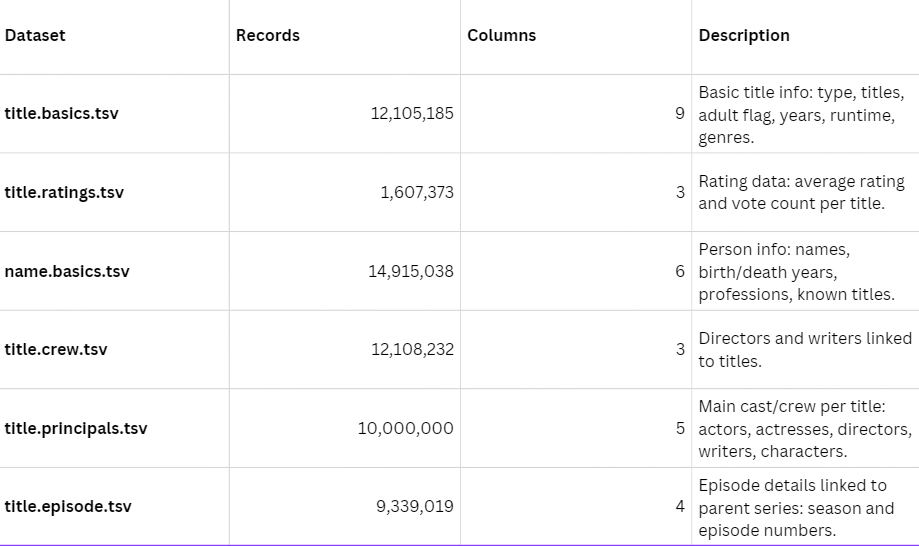 Dataset Records Columns Description
title.basics.tsv 12,105,185 9 Basic title info: type, titles,
adult flag, years, runtime,
genres.
title.ratings.tsv 1,607,373 3 Rating data: average rating
and vote count per title.
name.basics.tsv 14,915,038 6 Person info: names,
birth/death years,
professions, known titles.
title.crew.tsv 12,108,232 3 Directors and writers linked
to titles.
title.principals.tsv 10,000,000 5 Main cast/crew per title:
actors, actresses, directors,
writers, characters.
title.episode.tsv 9,339,019 4 Episode details linked to
parent series: season and
episode numbers.